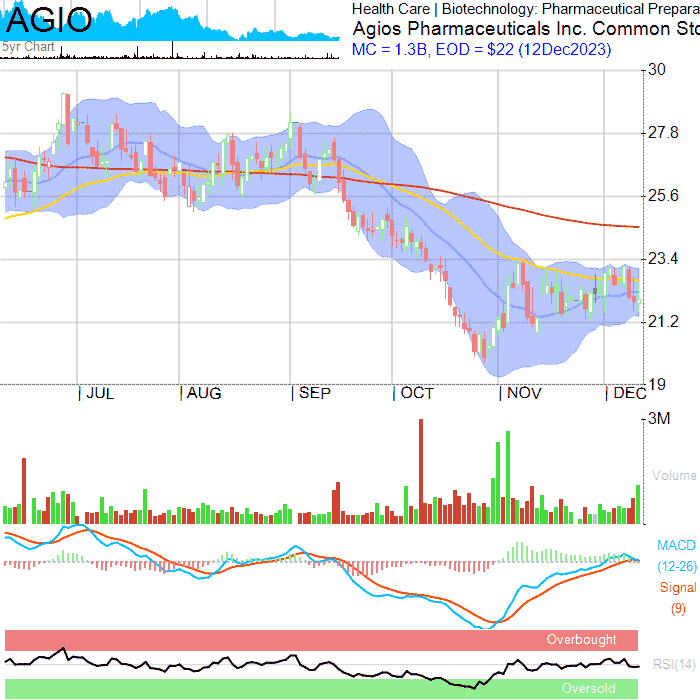 AGIO
5yr Chart
Health Care | Biotechnology: Pharmaceutical Prepara
Agios Pharmaceuticals Inc. Common Sto
MC = 1.3B, EOD = $22 (12Dec2023)
30
27.8
25.6
23.4
21.2
19
| JUL | AUG | SEP | OCT | NOV | DEC
3M
Volume
MACD
(12-26)
Signal
(9)
Overbought
RSI(14)
Oversold